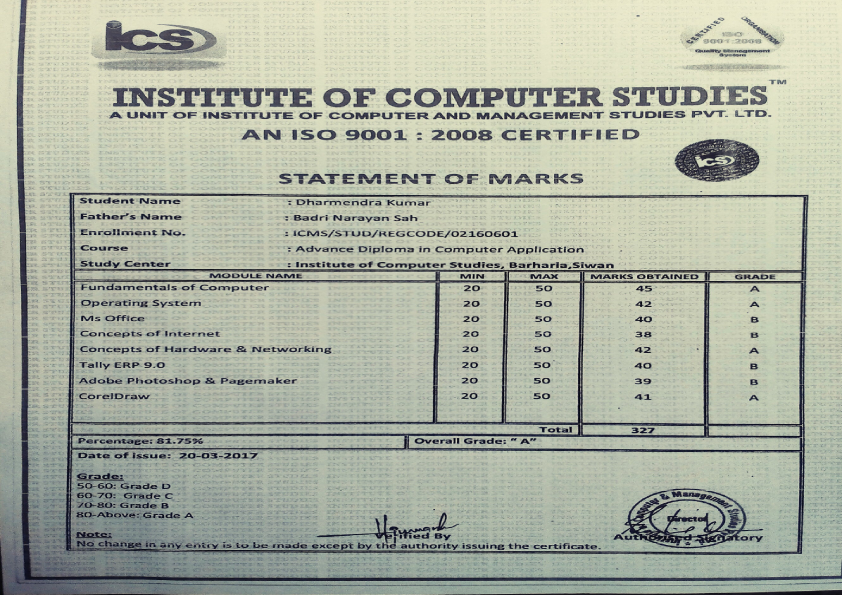 ics
CERTIFIED ORGANISATION
ISO
9001:2008
Quality Management
System
INSTITUTE OF COMPUTER STUDIES ™
A UNIT OF INSTITUTE OF COMPUTER AND MANAGEMENT STUDIES PVT. LTD.
AN ISO 9001 : 2008 CERTIFIED
ics
STATEMENT OF MARKS
Student Name : Dharmendra Kumar
Father's Name : Badri Narayan Sah
Enrollment No. : ICMS/STUD/REGCODE/02160601
Course : Advance Diploma in Computer Application
Study Center : Institute of Computer Studies, Barharia,Siwan
MODULE NAME MIN MAX MARKS OBTAINED GRADE
Fundamentals of Computer 20 50 45 A
Operating System 20 50 42 A
Ms Office 20 50 40 B
Concepts of Internet 20 50 38 B
Concepts of Hardware & Networking 20 50 42 A
Tally ERP 9.0 20 50 40 B
Adobe Photoshop & Pagemaker 20 50 39 B
CorelDraw 20 50 41 A
Total 327
Percentage: 81.75% Overall Grade: " A"
Date of issue: 20-03-2017
Grade:
50-60: Grade D
60-70: Grade C
70-80: Grade B
80-Above: Grade A
Computer & Management Studies
Director
Verified By Authorised Signatory
Note:
No change in any entry is to be made except by the authority issuing the certificate.